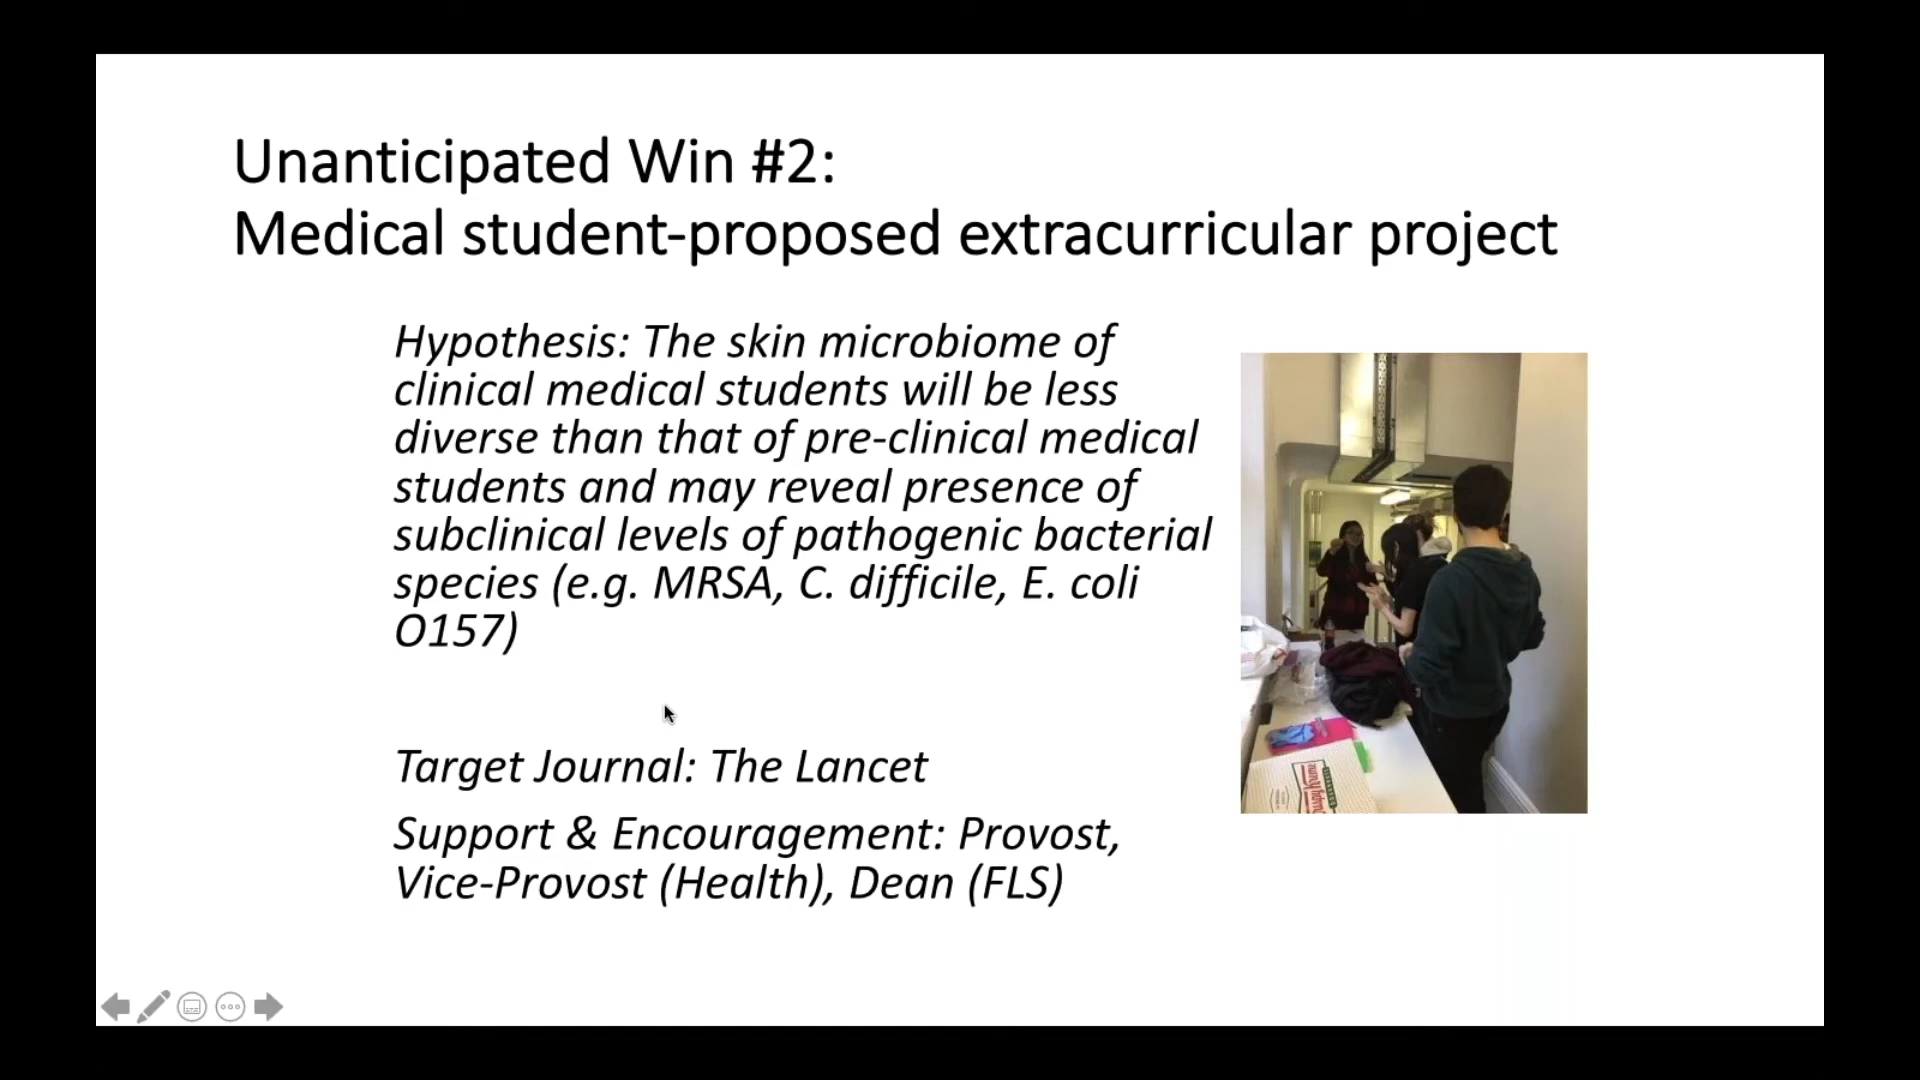 Unanticipated Win #2:
Medical student-proposed extracurricular project
Hypothesis: The skin microbiome of
clinical medical students will be less
diverse than that of pre-clinical medical
students and may reveal presence of
subclinical levels of pathogenic bacterial
species (e.g. MRSA, C. difficile, E. coli
O157)
Target Journal: The Lancet
Support & Encouragement: Provost,
Vice-Provost (Health), Dean (FLS)
Krispy Kreme